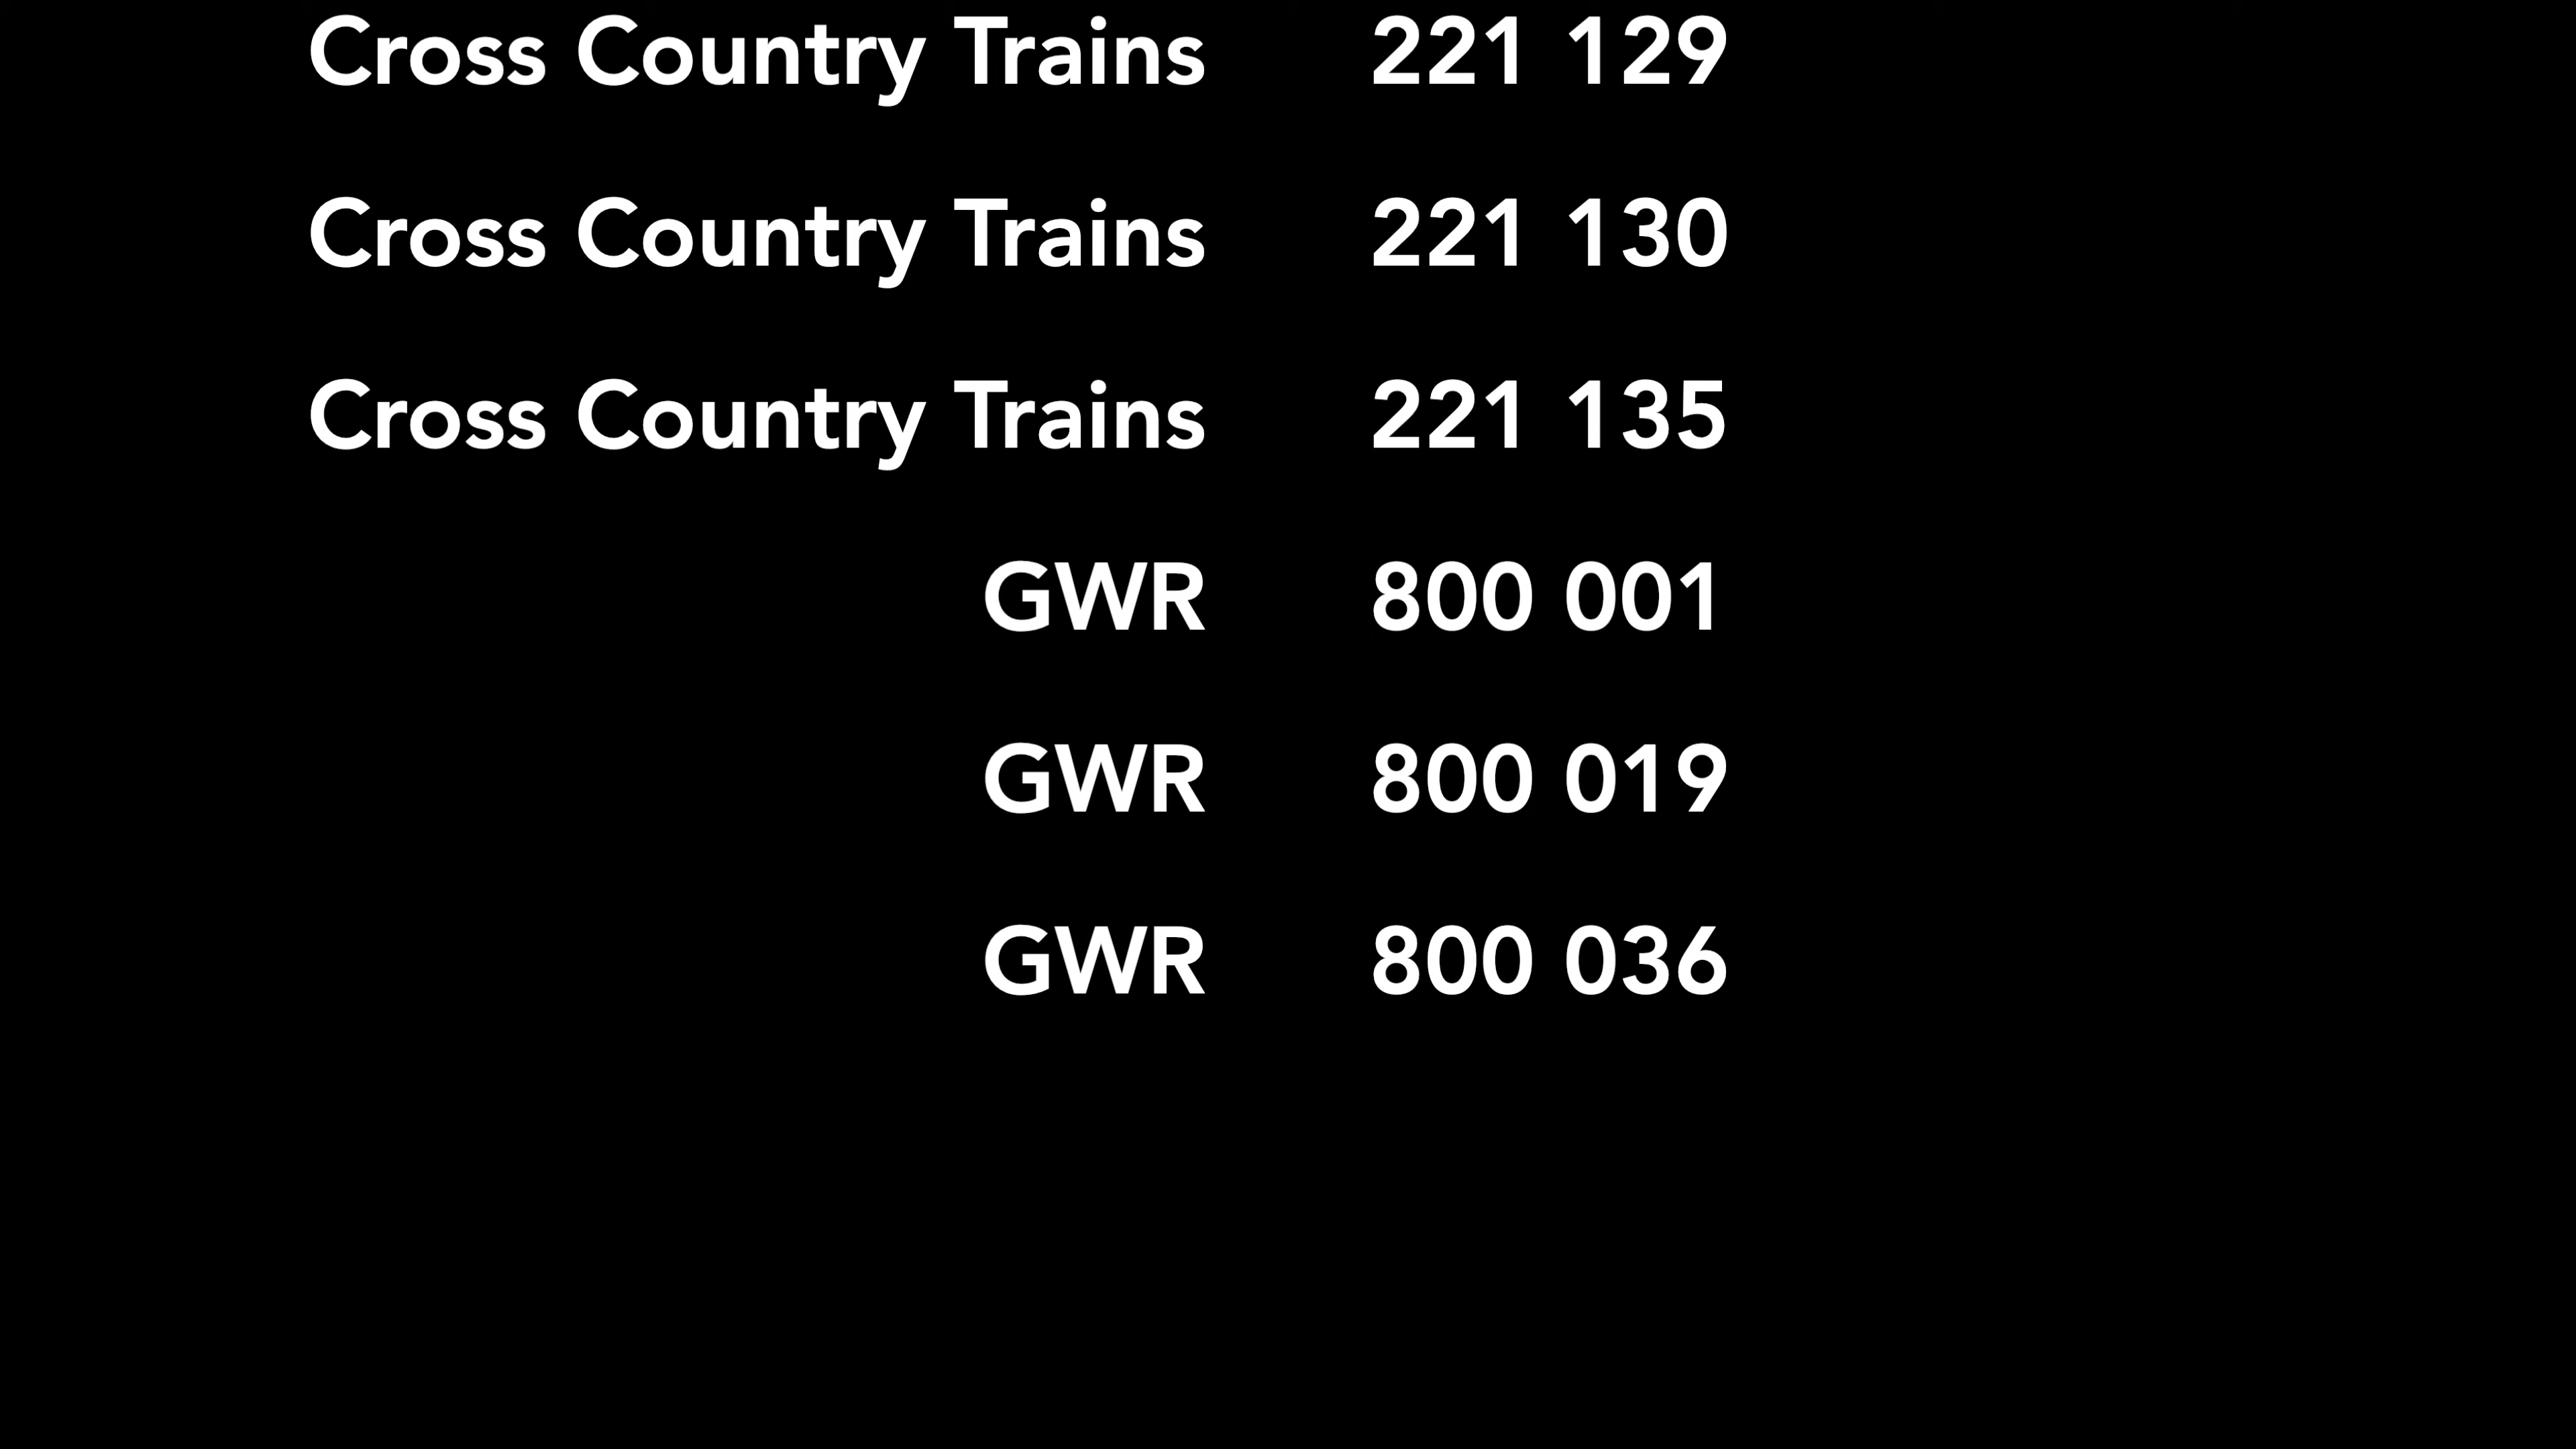 Cross Country Trains 221 129
Cross Country Trains 221 130
Cross Country Trains 221 135
GWR 800 001
GWR 800 019
GWR 800 036